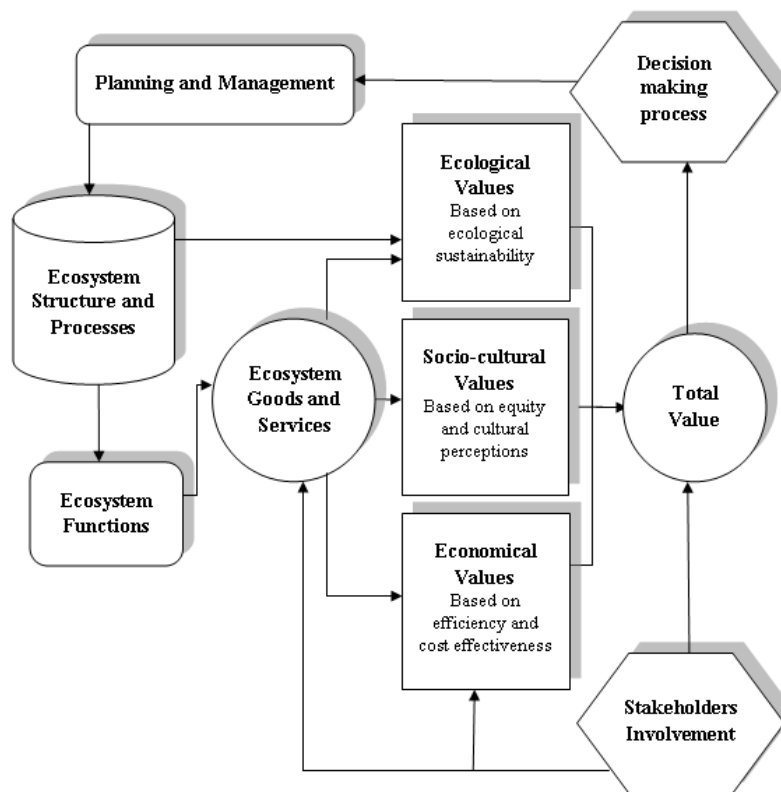 Planning and Management
Decision
making
process
Ecological
Values
Based on
ecological
sustainability
Ecosystem
Structure and
Processes
Ecosystem
Goods and
Services
Socio-cultural
Values
Based on equity
and cultural
perceptions
Total
Value
Ecosystem
Functions
Economical
Values
Based on
efficiency and
cost effectiveness
Stakeholders
Involvement